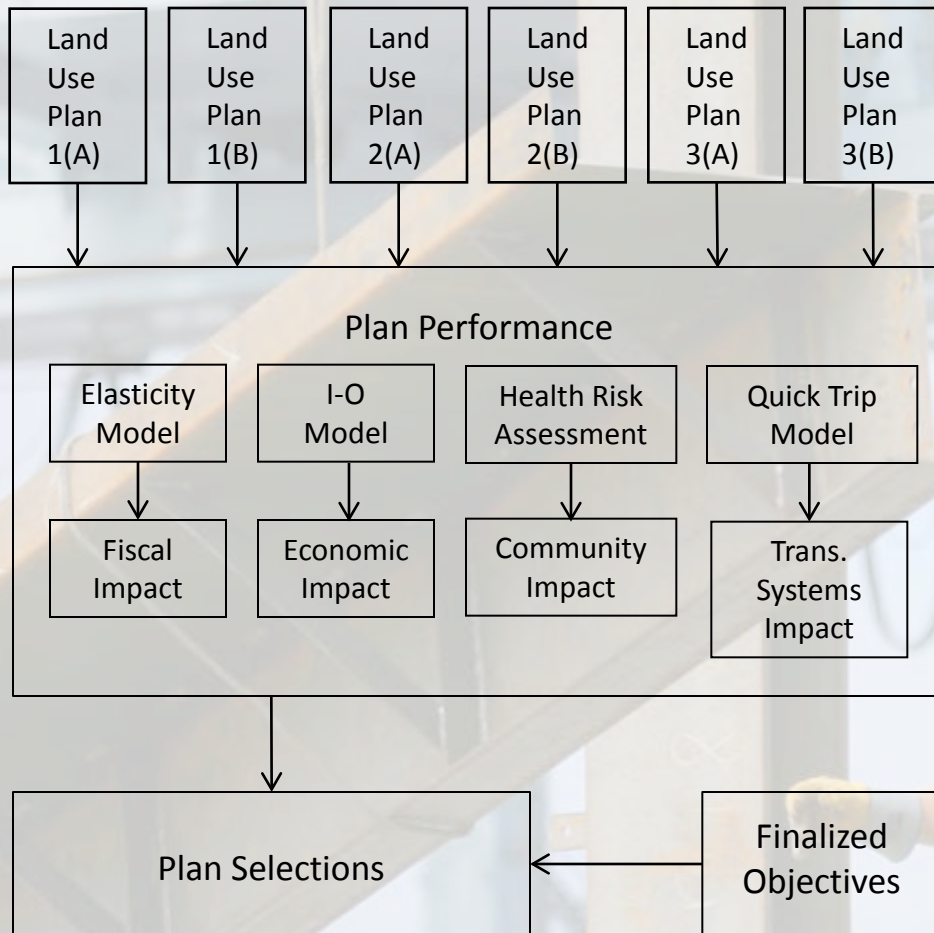 Land
Use
Plan
1(A)
Land
Use
Plan
1(B)
Land
Use
Plan
2(A)
Land
Use
Plan
2(B)
Land
Use
Plan
3(A)
Land
Use
Plan
3(B)
Plan Performance
Elasticity
Model
I-O
Model
Health Risk
Assessment
Quick Trip
Model
Fiscal
Impact
Economic
Impact
Community
Impact
Trans.
Systems
Impact
Plan Selections
Finalized
Objectives